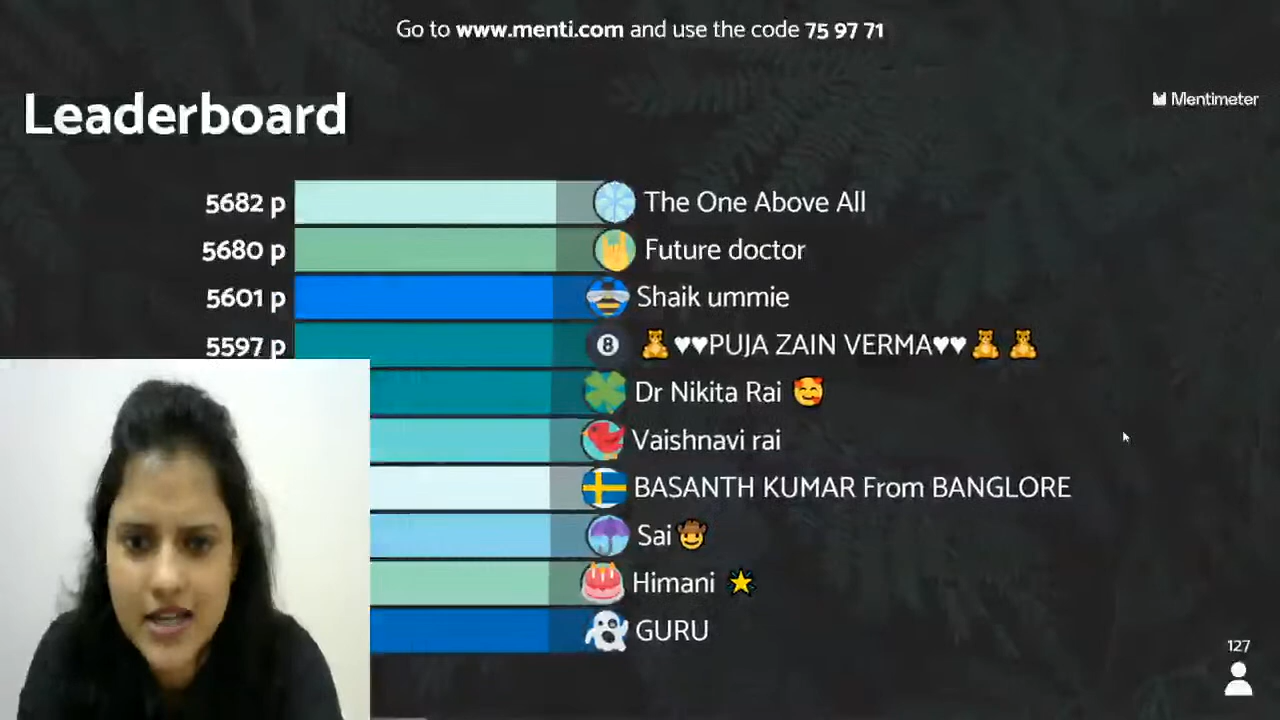 Go to www.menti.com and use the code 75 97 71
Leaderboard
Mentimeter
5682 p The One Above All
5680 p Future doctor
5601 p Shaik ummie
5597 p 8 🧸♥♥PUJA ZAIN VERMA♥♥🧸🧸
Dr Nikita Rai 🥰
Vaishnavi rai
BASANTH KUMAR From BANGLORE
Sai🤠
Himani 🌟
GURU
127